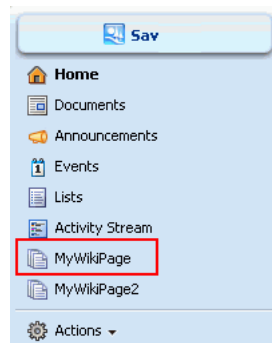 Sav
Home
Documents
Announcements
Events
Lists
Activity Stream
MyWikiPage
MyWikiPage2
Actions